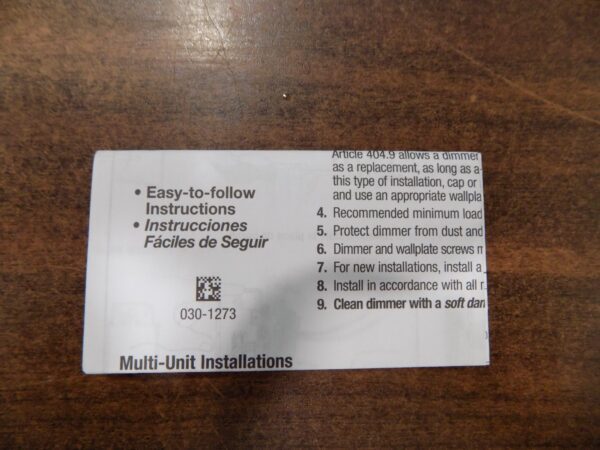 • Easy-to-follow
Instructions
• Instrucciones
Fáciles de Seguir
030-1273
Multi-Unit Installations
Article 404.9 allows a dimmer
as a replacement, as long as a
this type of installation, cap or
and use an appropriate wallpla
4. Recommended minimum load
5. Protect dimmer from dust and
6. Dimmer and wallplate screws
7. For new installations, install a
8. Install in accordance with all
9. Clean dimmer with a soft dam